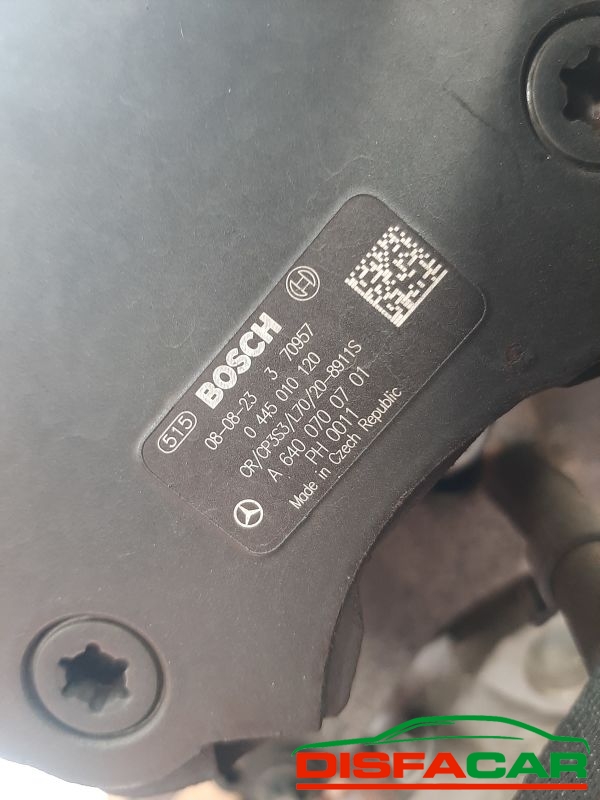 515
BOSCH
08-08-23 3 70957
0 445 010 120
CR/CP3S3/L70/20-8911S
A 640 070 07 01
PH 0011
Made in Czech Republic
DISFACAR